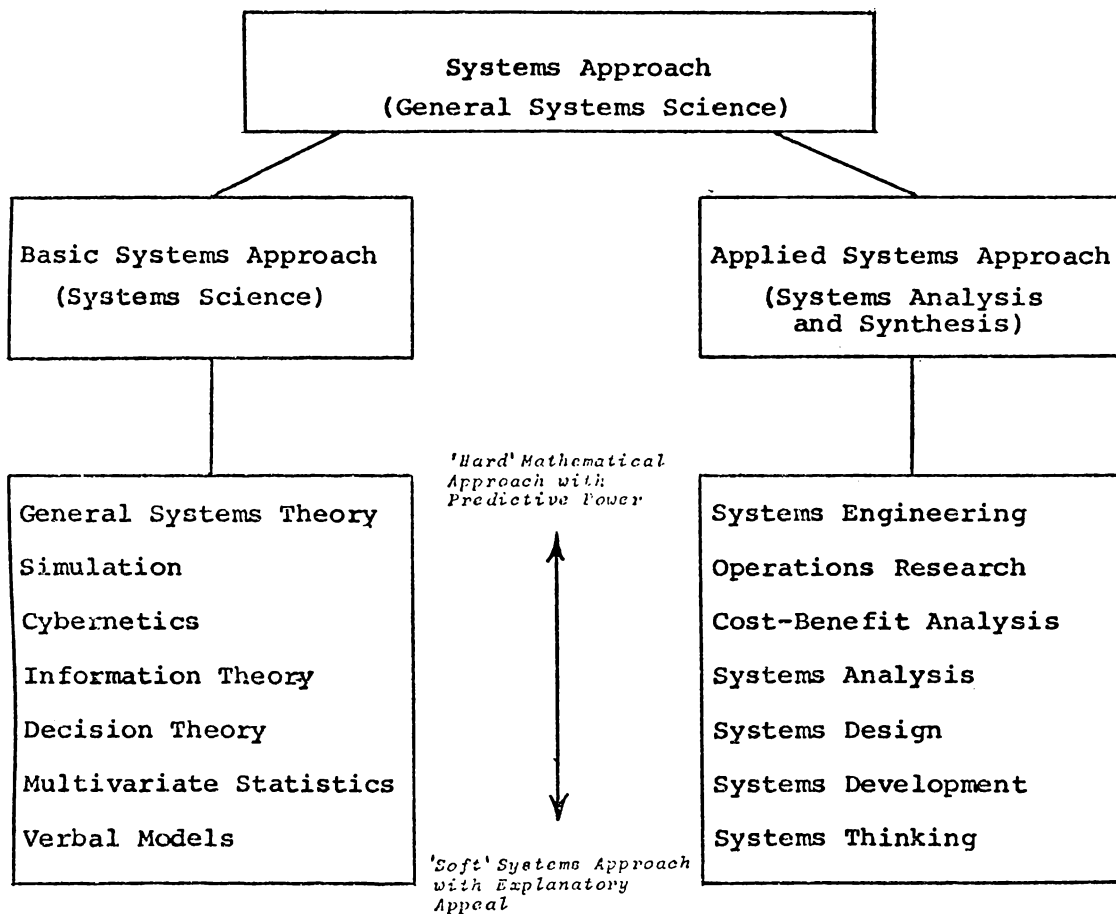 Systems Approach
(General Systems Science)
Basic Systems Approach
(Systems Science)
Applied Systems Approach
(Systems Analysis
and Synthesis)
General Systems Theory
Simulation
Cybernetics
Information Theory
Decision Theory
Multivariate Statistics
Verbal Models
'Hard' Mathematical
Approach with
Predictive Power
'Soft' Systems Approach
with Explanatory
Appeal
Systems Engineering
Operations Research
Cost-Benefit Analysis
Systems Analysis
Systems Design
Systems Development
Systems Thinking